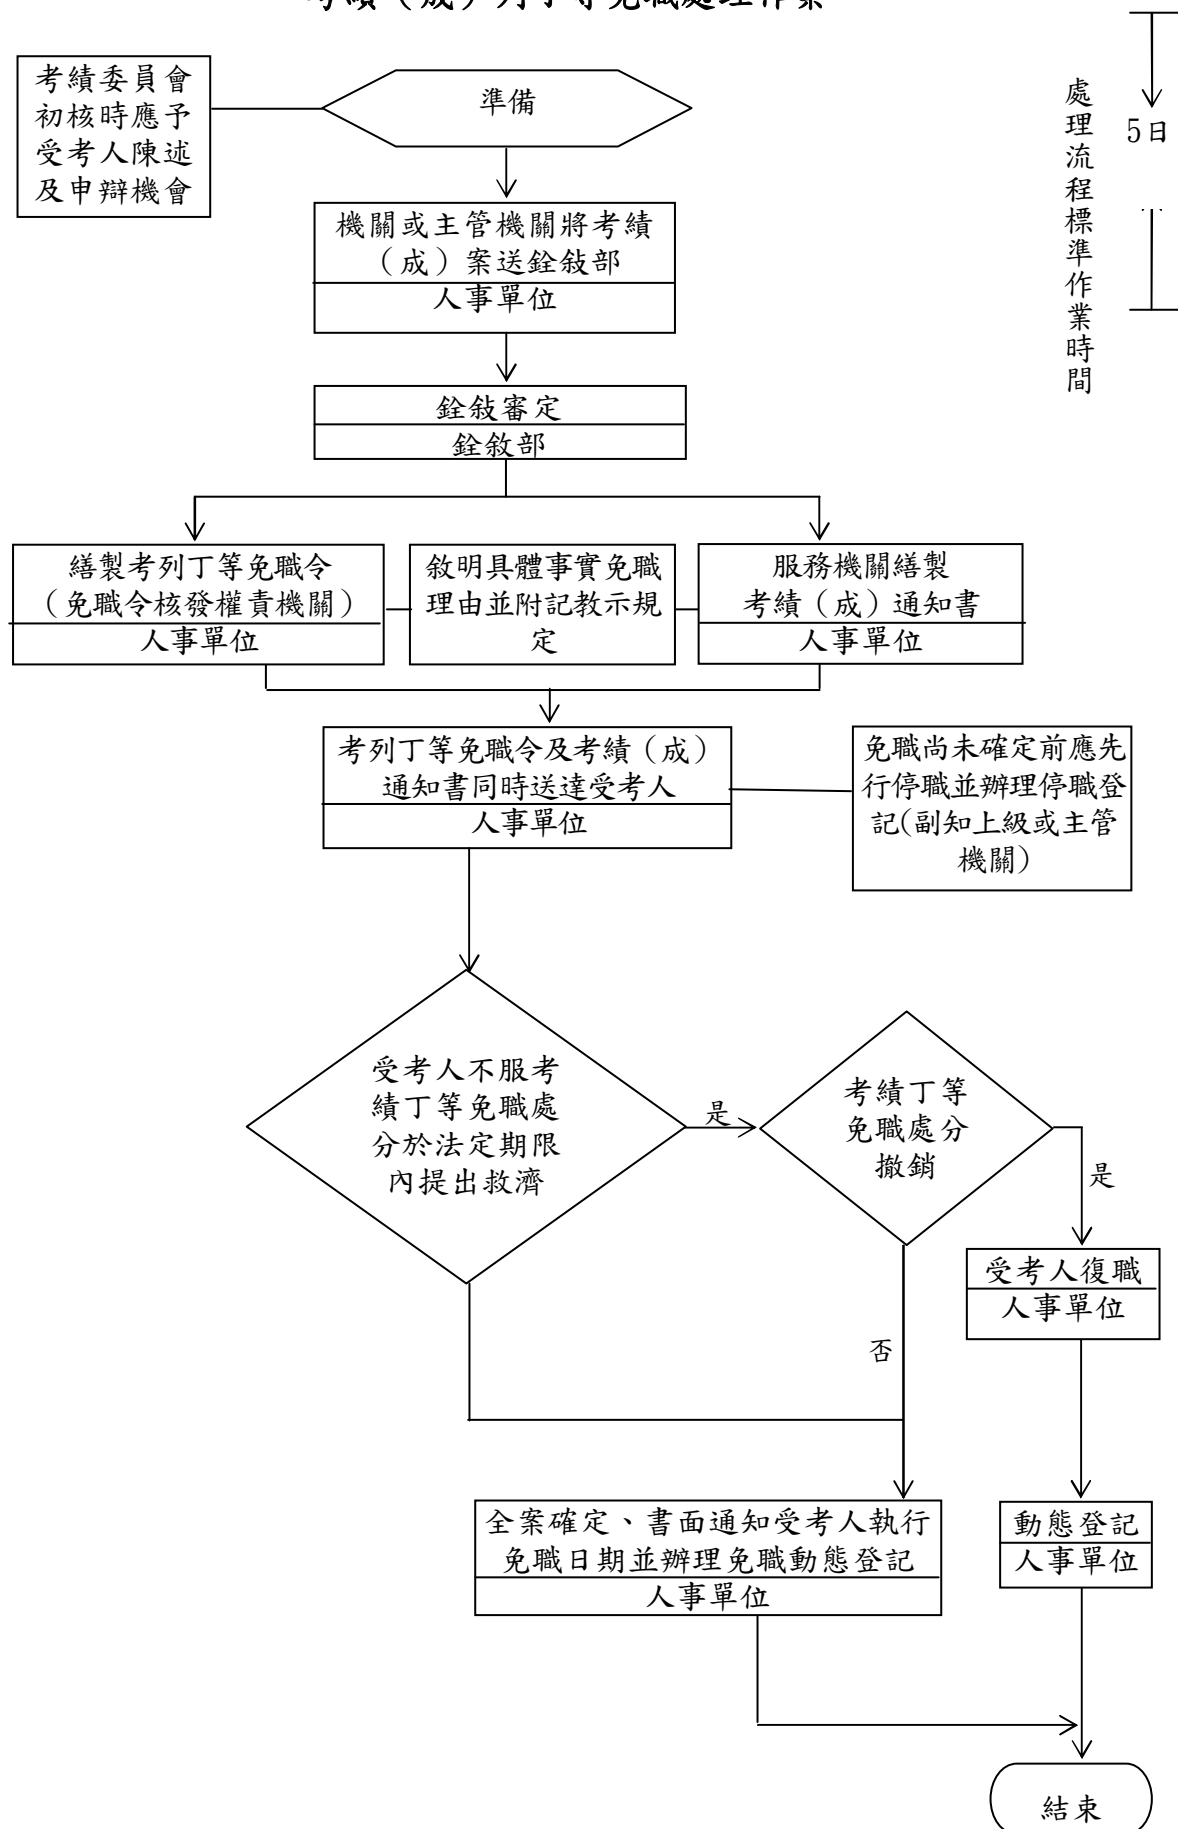 考績（成）列丁等免職處理作業
考績委員會
初核時應予
受考人陳述
及申辯機會
準備
處理流程標準作業時間
5日
機關或主管機關將考績
（成）案送銓敍部
人事單位
銓敍審定
銓敘部
繕製考列丁等免職令
（免職令核發權責機關）
人事單位
敘明具體事實免職
理由並附記教示規
定
服務機關繕製
考績（成）通知書
人事單位
考列丁等免職令及考績（成）
通知書同時送達受考人
人事單位
免職尚未確定前應先
行停職並辦理停職登
記(副知上級或主管
機關)
受考人不服考
績丁等免職處
分於法定期限
內提出救濟
是
考績丁等
免職處分
撤銷
是
受考人復職
人事單位
否
全案確定、書面通知受考人執行
免職日期並辦理免職動態登記
人事單位
動態登記
人事單位
結束